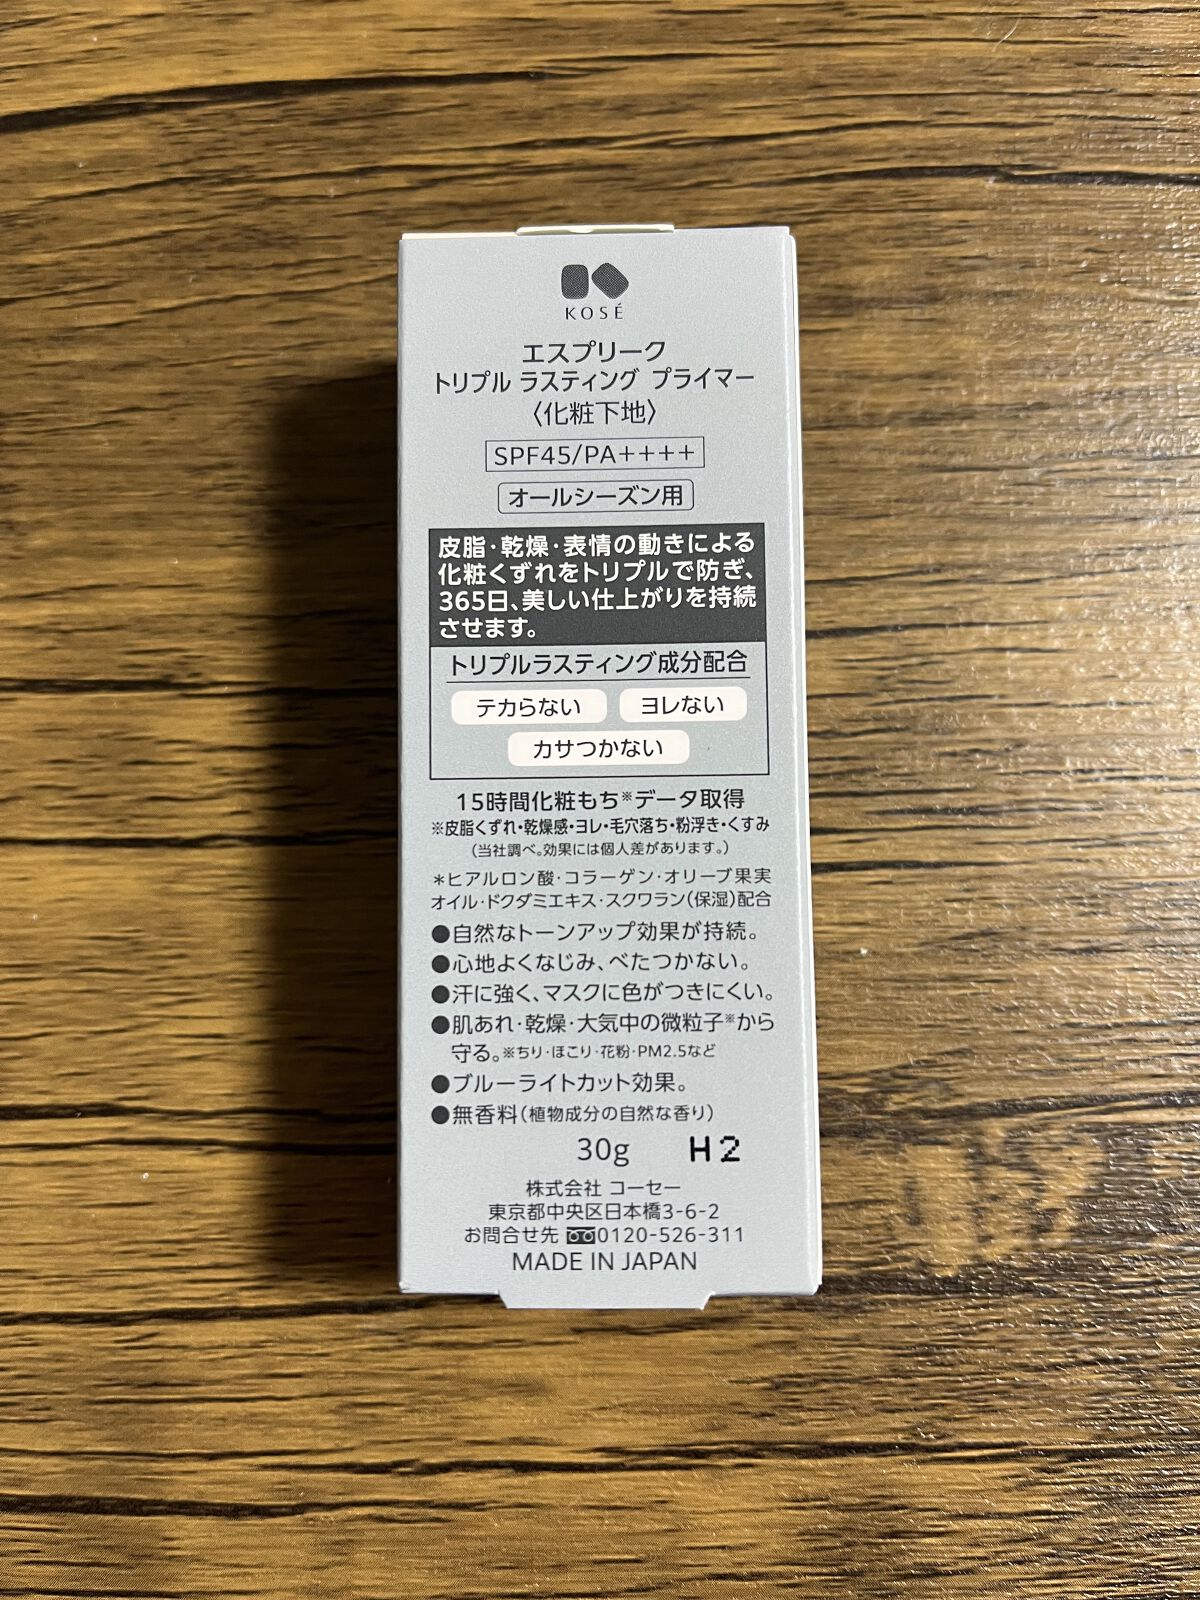 KOSÉ
エスプリーク
トリプル ラスティング プライマー
〈化粧下地〉
SPF45/PA++++
オールシーズン用
皮脂・乾燥・表情の動きによる
化粧くずれをトリプルで防ぎ、
365日、美しい仕上がりを持続
させます。
トリプルラスティング成分配合
テカらない ヨレない
カサつかない
15時間化粧もち※データ取得
※皮脂くずれ・乾燥感・ヨレ・毛穴落ち・粉浮き・くすみ
（当社調べ。効果には個人差があります。）
＊ヒアルロン酸・コラーゲン・オリーブ果実
オイル・ドクダミエキス・スクワラン（保湿）配合
●自然なトーンアップ効果が持続。
●心地よくなじみ、べたつかない。
●汗に強く、マスクに色がつきにくい。
●肌あれ・乾燥・大気中の微粒子※から
守る。※ちり・ほこり・花粉・PM2.5など
●ブルーライトカット効果。
●無香料（植物成分の自然な香り）
30g H2
株式会社 コーセー
東京都中央区日本橋3-6-2
お問合せ先 0120-526-311
MADE IN JAPAN